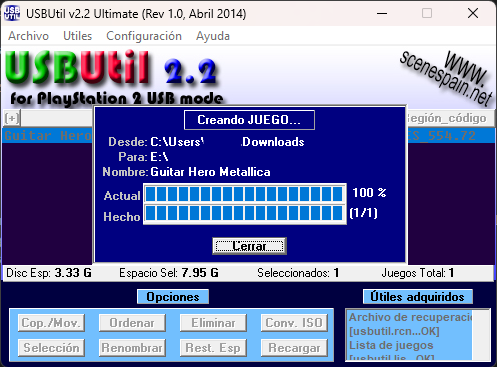 USBUtil v2.2 Ultimate (Rev 1.0, Abril 2014)
Archivo Utiles Configuración Ayuda
USBUtil 2.2
for PlayStation 2 USB mode
WWW.
scenespain.net
[+]
Región_código
Guitar Hero
554.72
Creando JUEGO...
Desde: C:\Users\ Downloads
Para: E:\
Nombre: Guitar Hero Metallica
Actual 100 %
Hecho (1/1)
Cerrar
Disc Esp: 3.33 G Espacio Sel: 7.95 G Seleccionados: 1 Juegos Total: 1
Opciones
Cop./Mov. Ordenar Eliminar Conv. ISO
Selección Renombrar Rest. Esp Recargar
Útiles adquiridos
Archivo de recuperació
[usbutil.rcn...OK]
Lista de juegos
[usbutil.lis...OK]